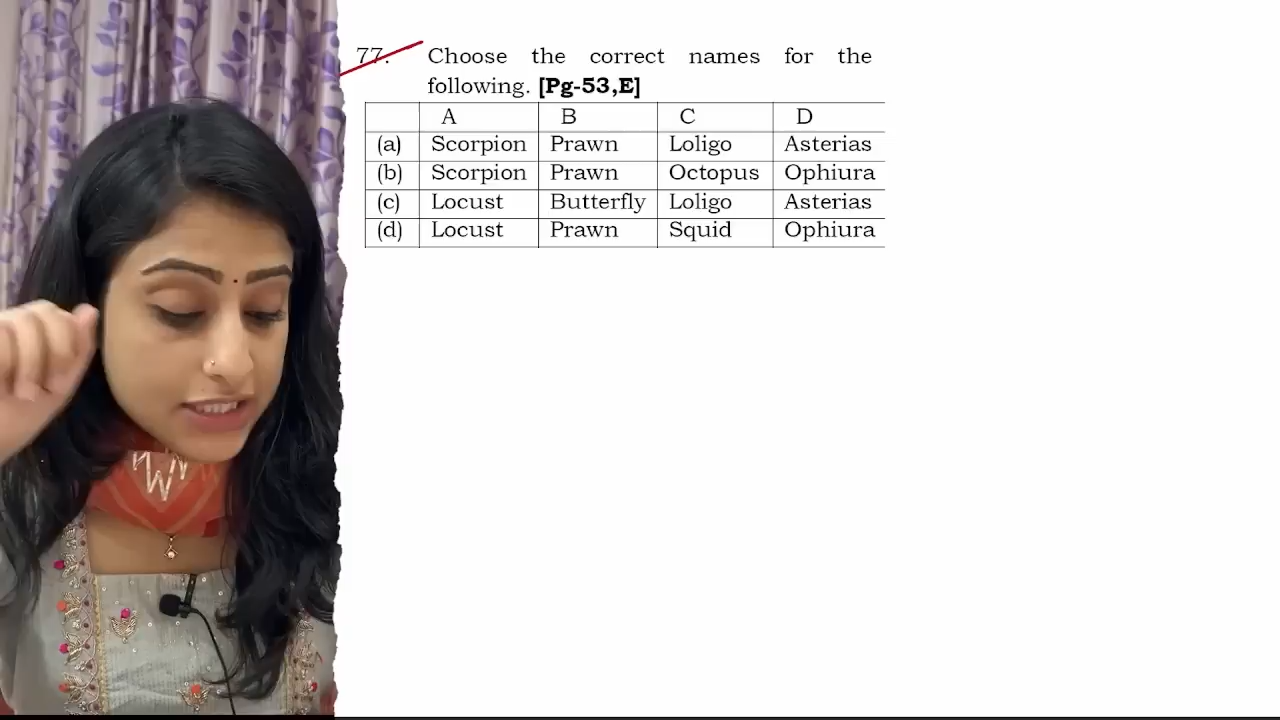 77. Choose the correct names for the
following. [Pg-53,E]
A B C D
(a) Scorpion Prawn Loligo Asterias
(b) Scorpion Prawn Octopus Ophiura
(c) Locust Butterfly Loligo Asterias
(d) Locust Prawn Squid Ophiura